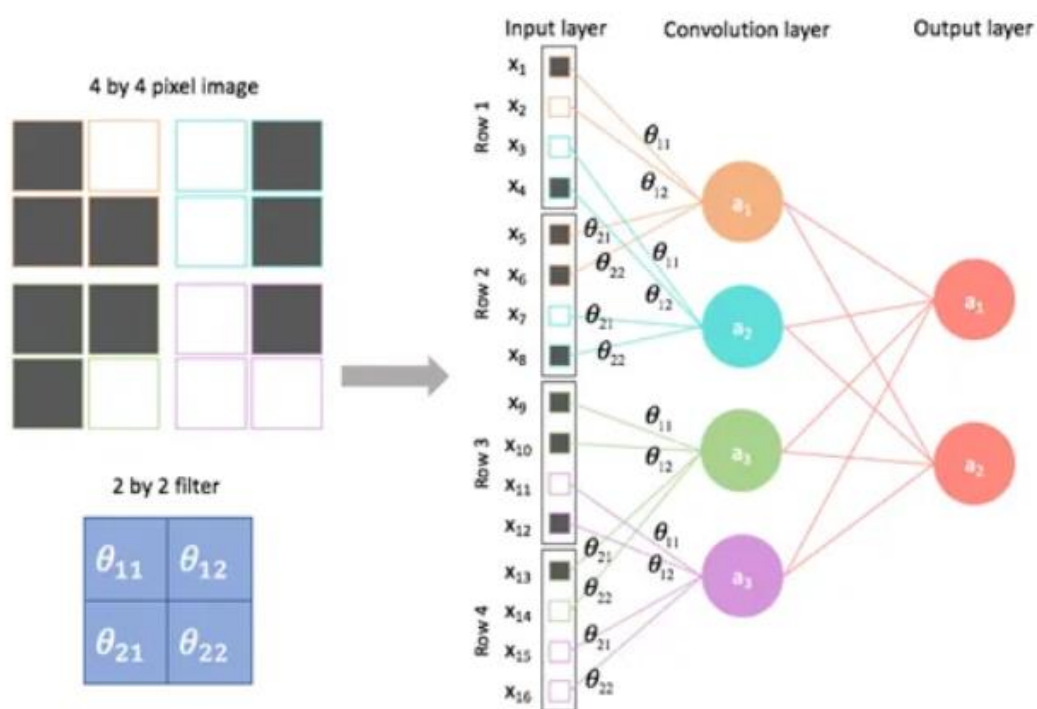 4 by 4 pixel image
2 by 2 filter
θ11 θ12
θ21 θ22
Input layer
Convolution layer
Output layer
Row 1
x1
x2
x3
x4
Row 2
x5
x6
x7
x8
Row 3
x9
x10
x11
x12
Row 4
x13
x14
x15
x16
θ11
θ12
θ21
θ22
θ11
θ12
θ21
θ22
θ11
θ12
θ21
θ22
θ11
θ12
θ21
θ22
a1
a2
a3
a3
a1
a2